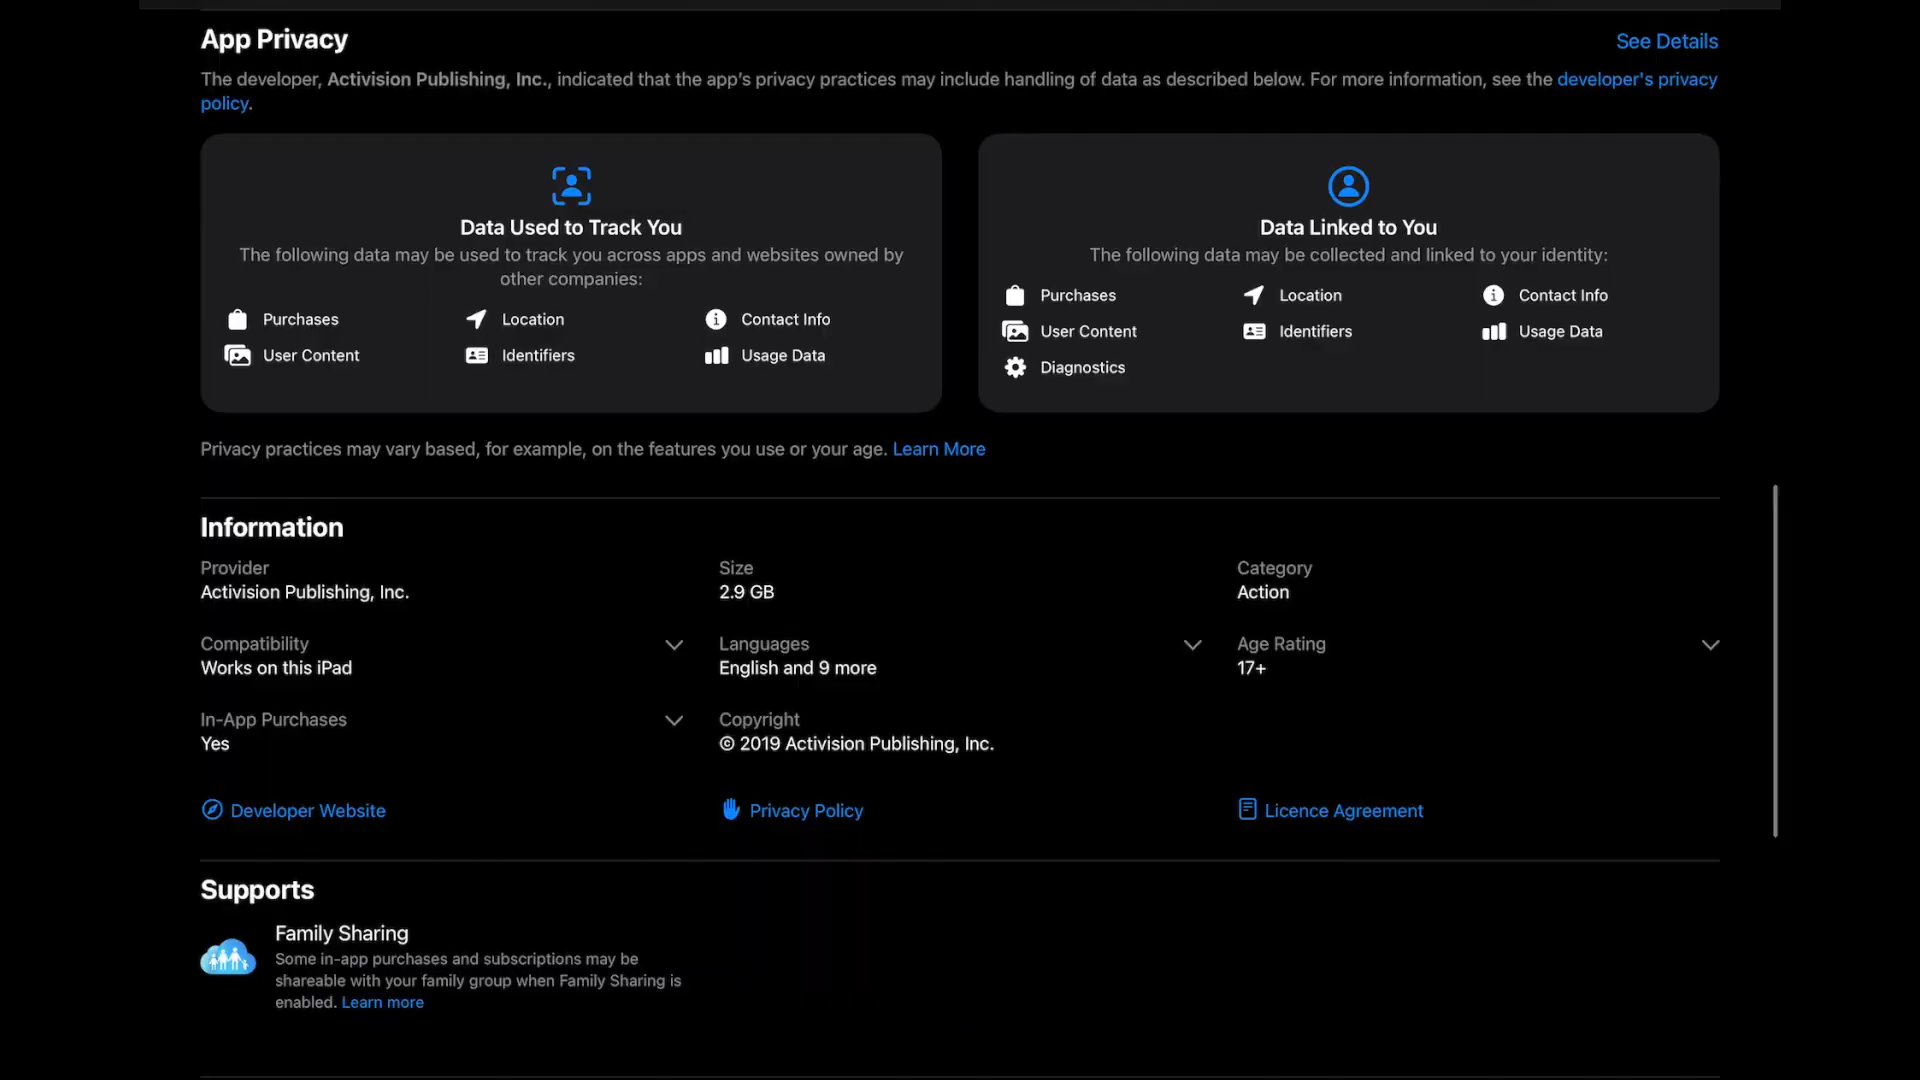 App Privacy
See Details
The developer, Activision Publishing, Inc., indicated that the app's privacy practices may include handling of data as described below. For more information, see the developer's privacy
policy.
Data Used to Track You
The following data may be used to track you across apps and websites owned by
other companies:
Purchases
Location
Contact Info
User Content
Identifiers
Usage Data
Data Linked to You
The following data may be collected and linked to your identity:
Purchases
Location
Contact Info
User Content
Identifiers
Usage Data
Diagnostics
Privacy practices may vary based, for example, on the features you use or your age. Learn More
Information
Provider
Activision Publishing, Inc.
Size
2.9 GB
Category
Action
Compatibility
Works on this iPad
Languages
English and 9 more
Age Rating
17+
In-App Purchases
Yes
Copyright
© 2019 Activision Publishing, Inc.
Developer Website
Privacy Policy
Licence Agreement
Supports
Family Sharing
Some in-app purchases and subscriptions may be
shareable with your family group when Family Sharing is
enabled. Learn more